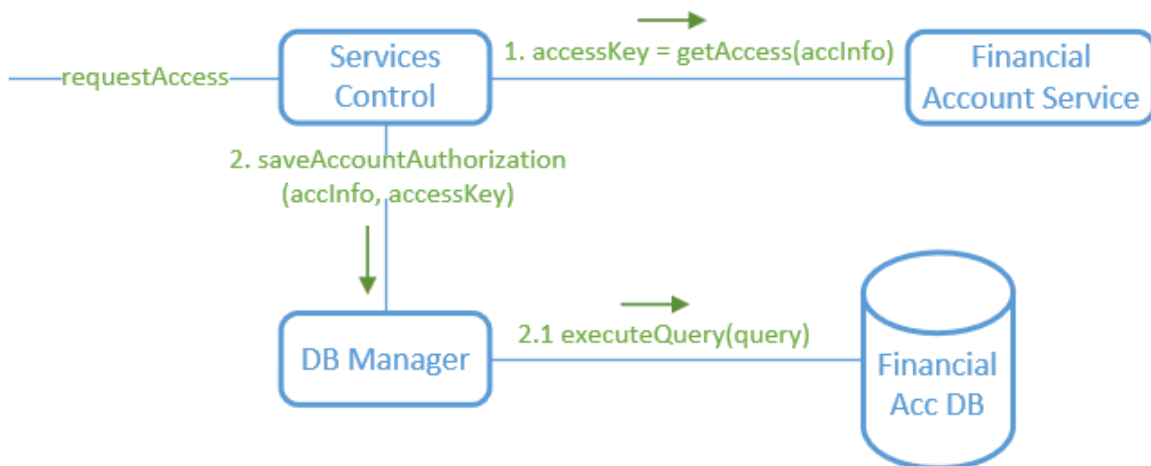 requestAccess
Services
Control
1. accessKey = getAccess(accInfo)
Financial
Account Service
2. saveAccountAuthorization
(accInfo, accessKey)
DB Manager
2.1 executeQuery(query)
Financial
Acc DB